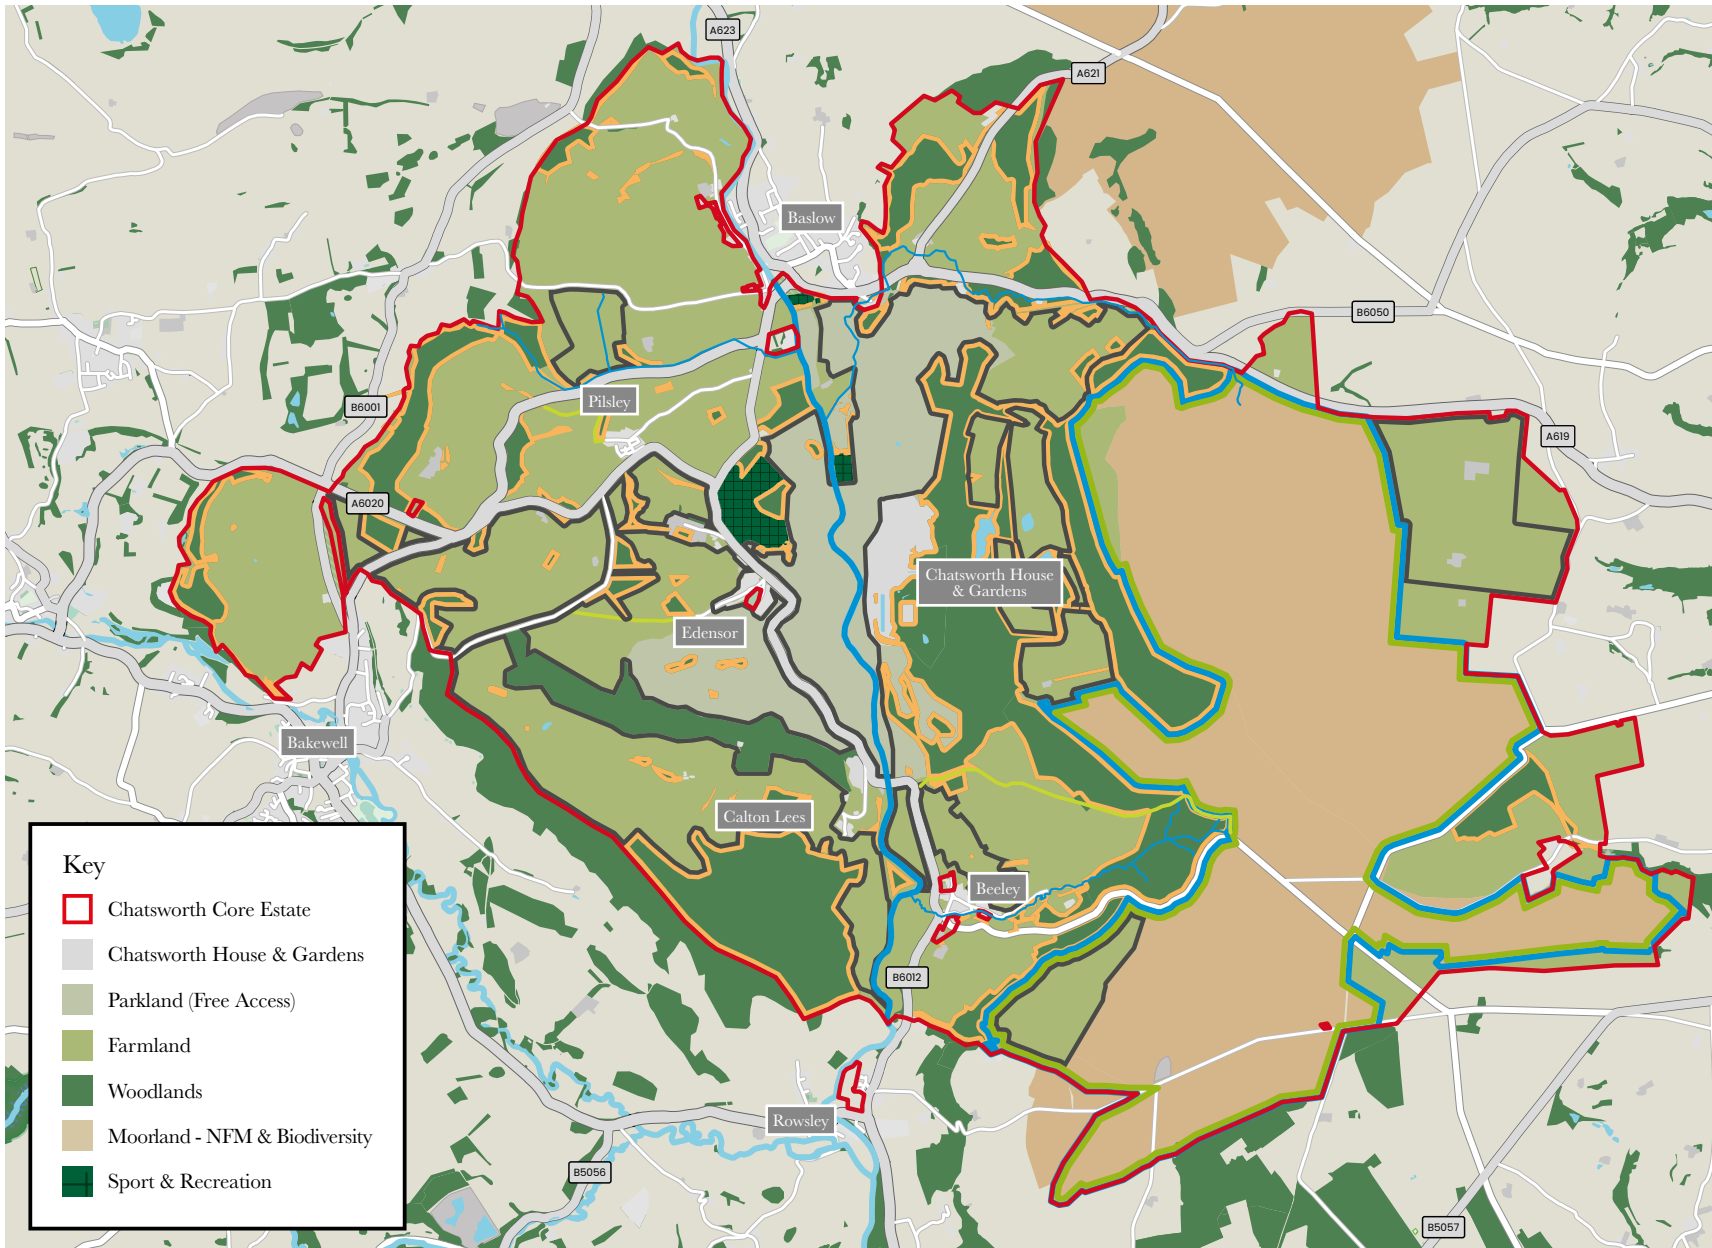 A623
A621
Baslow
B6050
Pilsley
B6001
A619
A6020
Chatsworth House
& Gardens
Edensor
Bakewell
Calton Lees
Beeley
B6012
Rowsley
B5056
B5057
Key
Chatsworth Core Estate
Chatsworth House & Gardens
Parkland (Free Access)
Farmland
Woodlands
Moorland - NFM & Biodiversity
Sport & Recreation